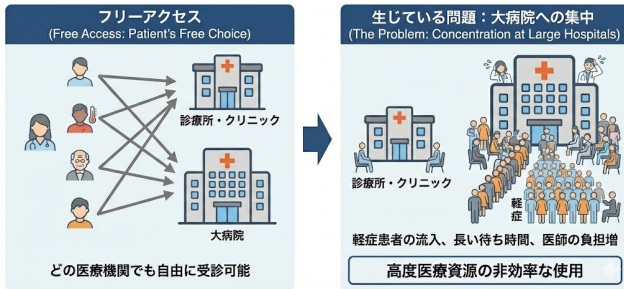 フリーアクセス
(Free Access: Patient's Free Choice)
診療所・クリニック
大病院
どの医療機関でも自由に受診可能
生じている問題：大病院への集中
(The Problem: Concentration at Large Hospitals)
診療所・クリニック
軽症
軽症患者の流入、長い待ち時間、医師の負担増
高度医療資源の非効率な使用